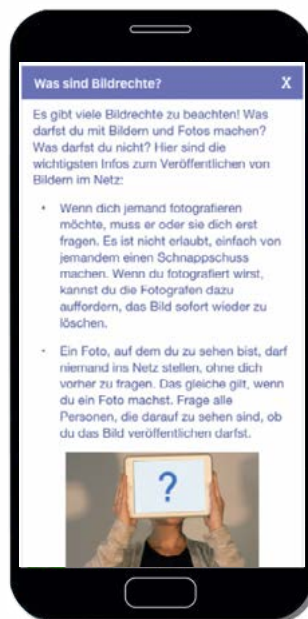 Was sind Bildrechte? X
Es gibt viele Bildrechte zu beachten! Was
darfst du mit Bildern und Fotos machen?
Was darfst du nicht? Hier sind die
wichtigsten Infos zum Veröffentlichen von
Bildern im Netz:
• Wenn dich jemand fotografieren
möchte, muss er oder sie dich erst
fragen. Es ist nicht erlaubt, einfach von
jemandem einen Schnappschuss
machen. Wenn du fotografiert wirst,
kannst du die Fotografen dazu
auffordern, das Bild sofort wieder zu
löschen.
• Ein Foto, auf dem du zu sehen bist, darf
niemand ins Netz stellen, ohne dich
vorher zu fragen. Das gleiche gilt, wenn
du ein Foto machst. Frage alle
Personen, die darauf zu sehen sind, ob
du das Bild veröffentlichen darfst.
?